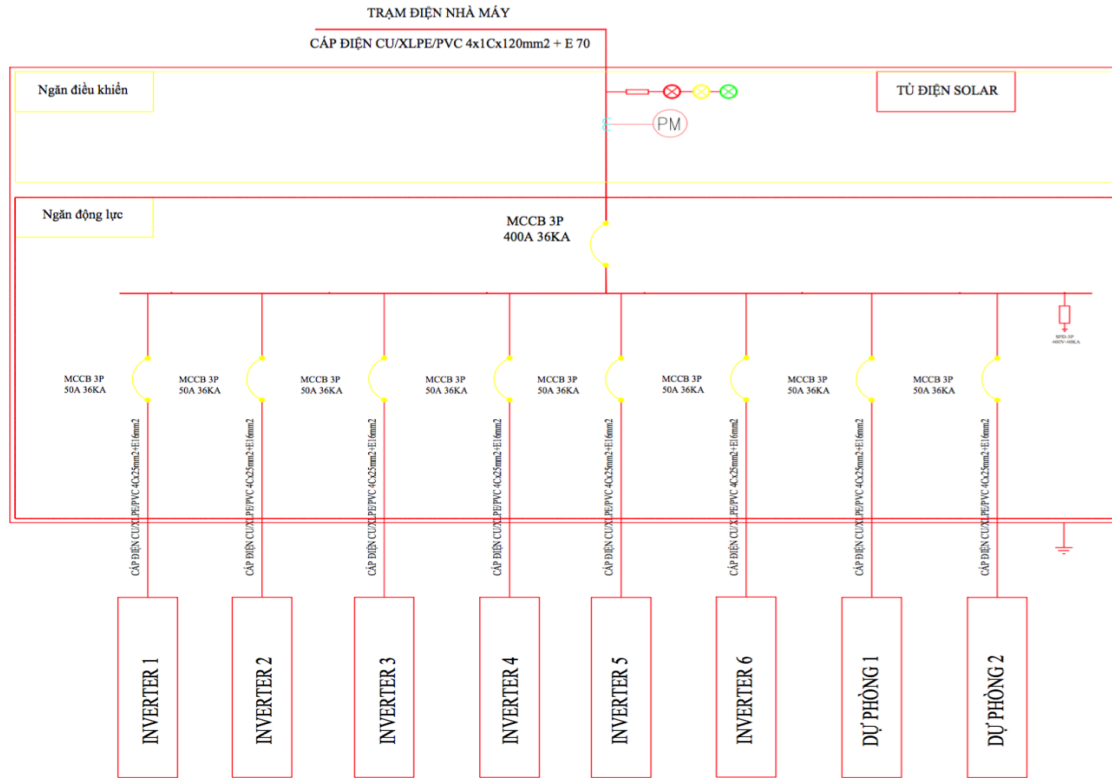 TRẠM ĐIỆN NHÀ MÁY
CÁP ĐIỆN CU/XLPE/PVC 4x1Cx120mm2 + E 70
Ngăn điều khiển
TỦ ĐIỆN SOLAR
PM
Ngăn động lực
MCCB 3P
400A 36KA
MCCB 3P
50A 36KA
MCCB 3P
50A 36KA
MCCB 3P
50A 36KA
MCCB 3P
50A 36KA
MCCB 3P
50A 36KA
MCCB 3P
50A 36KA
MCCB 3P
50A 36KA
MCCB 3P
50A 36KA
CÁP ĐIỆN CU/XLPE/PVC 4Cx25mm2+E16mm2
CÁP ĐIỆN CU/XLPE/PVC 4Cx25mm2+E16mm2
CÁP ĐIỆN CU/XLPE/PVC 4Cx25mm2+E16mm2
CÁP ĐIỆN CU/XLPE/PVC 4Cx25mm2+E16mm2
CÁP ĐIỆN CU/XLPE/PVC 4Cx25mm2+E16mm2
CÁP ĐIỆN CU/XLPE/PVC 4Cx25mm2+E16mm2
CÁP ĐIỆN CU/XLPE/PVC 4Cx25mm2+E16mm2
CÁP ĐIỆN CU/XLPE/PVC 4Cx25mm2+E16mm2
INVERTER 1
INVERTER 2
INVERTER 3
INVERTER 4
INVERTER 5
INVERTER 6
DỰ PHÒNG 1
DỰ PHÒNG 2